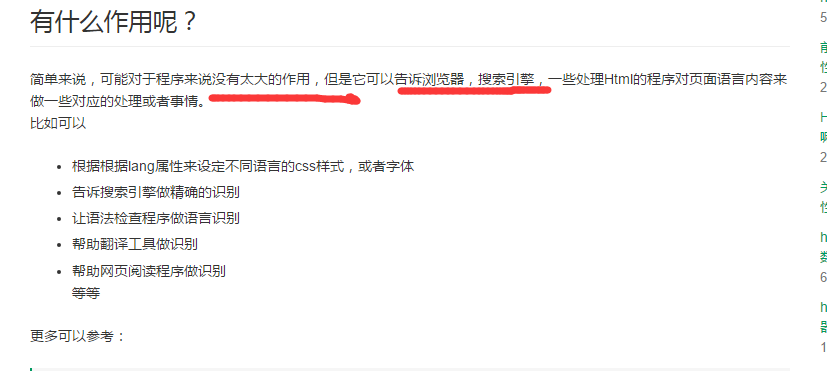 有什么作用呢？
简单来说，可能对于程序来说没有太大的作用，但是它可以告诉浏览器，搜索引擎，一些处理Html的程序对页面语言内容来
做一些对应的处理或者事情。
比如可以
根据根据lang属性来设定不同语言的css样式，或者字体
告诉搜索引擎做精确的识别
让语法检查程序做语言识别
帮助翻译工具做识别
帮助网页阅读程序做识别
等等
更多可以参考：